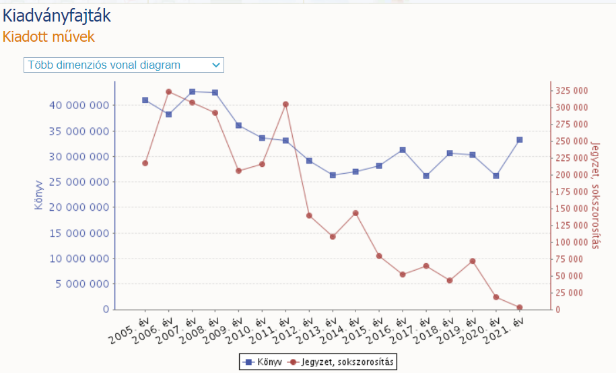 Kiadványfajták
Kiadott művek
Több dimenziós vonal diagram
40 000 000
35 000 000
30 000 000
25 000 000
20 000 000
15 000 000
10 000 000
5 000 000
0
Könyv
325 000
300 000
275 000
250 000
225 000
200 000
175 000
150 000
125 000
100 000
75 000
50 000
25 000
0
Jegyzet, sokszorosítás
2005. év
2006. év
2007. év
2008. év
2009. év
2010. év
2011. év
2012. év
2013. év
2014. év
2015. év
2016. év
2017. év
2018. év
2019. év
2020. év
2021. év
Könyv Jegyzet, sokszorosítás